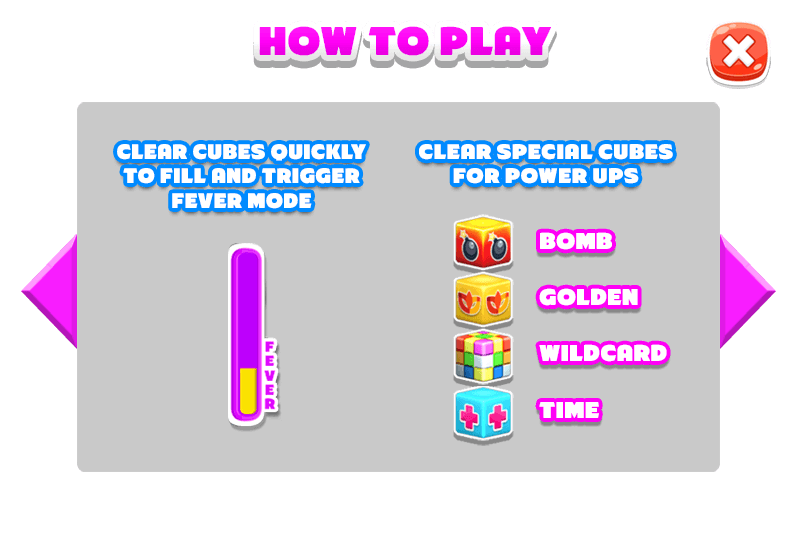 HOW TO PLAY
CLEAR CUBES QUICKLY
TO FILL AND TRIGGER
FEVER MODE
FEVER
CLEAR SPECIAL CUBES
FOR POWER UPS
BOMB
GOLDEN
WILDCARD
TIME